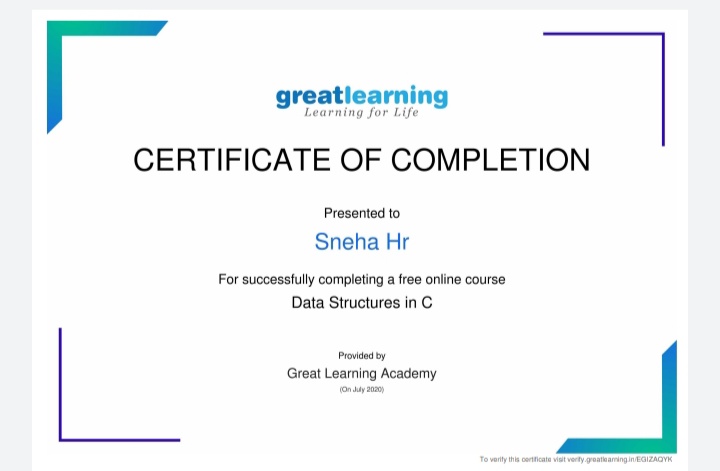 greatlearning
Learning for Life
CERTIFICATE OF COMPLETION
Presented to
Sneha Hr
For successfully completing a free online course
Data Structures in C
Provided by
Great Learning Academy
(On July 2020)
To verify this certificate visit verify.greatlearning.in/EGIZAQYK